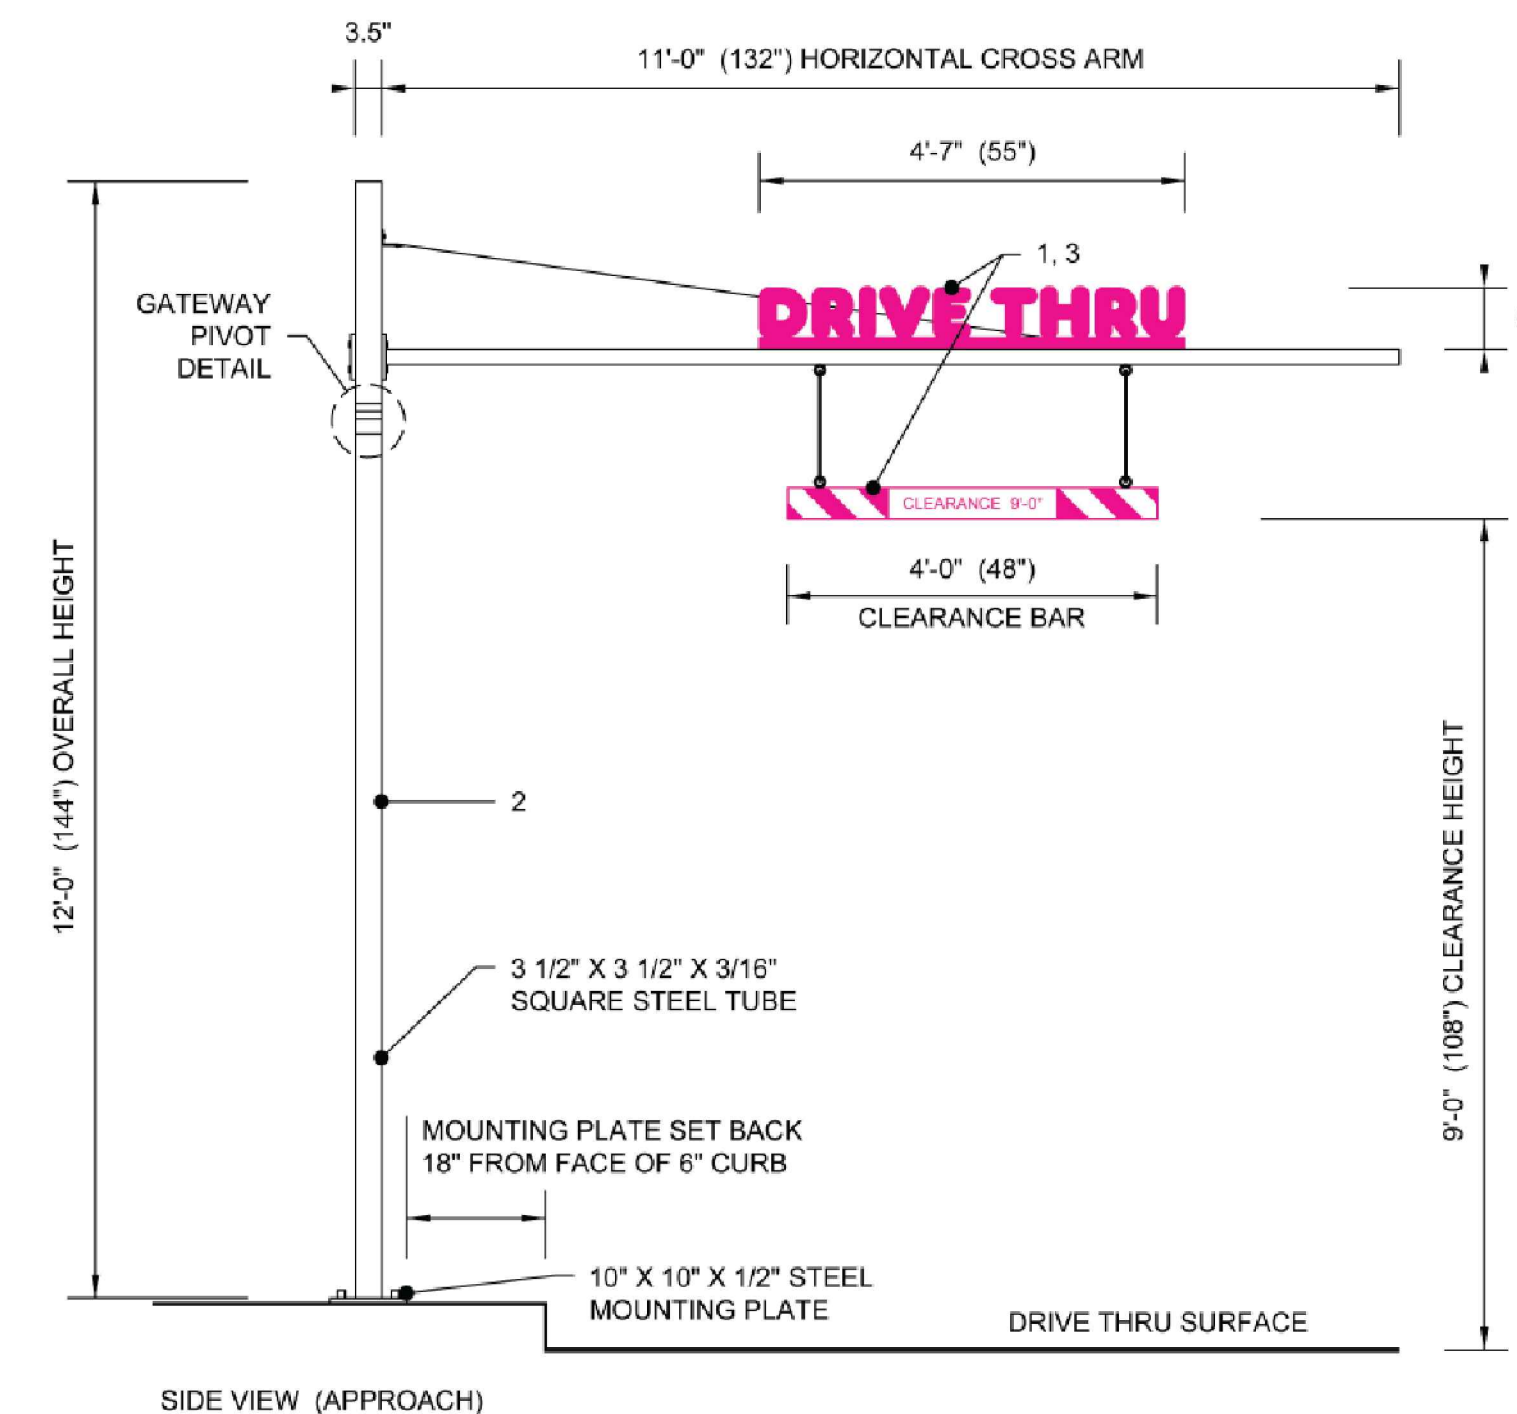 3.5"
11'-0" (132") HORIZONTAL CROSS ARM
4'-7" (55")
1, 3
DRIVE THRU
GATEWAY
PIVOT
DETAIL
CLEARANCE 9'-0"
4'-0" (48")
CLEARANCE BAR
12'-0" (144") OVERALL HEIGHT
9'-0" (108") CLEARANCE HEIGHT
2
3 1/2" X 3 1/2" X 3/16"
SQUARE STEEL TUBE
MOUNTING PLATE SET BACK
18" FROM FACE OF 6" CURB
10" X 10" X 1/2" STEEL
MOUNTING PLATE
DRIVE THRU SURFACE
SIDE VIEW (APPROACH)